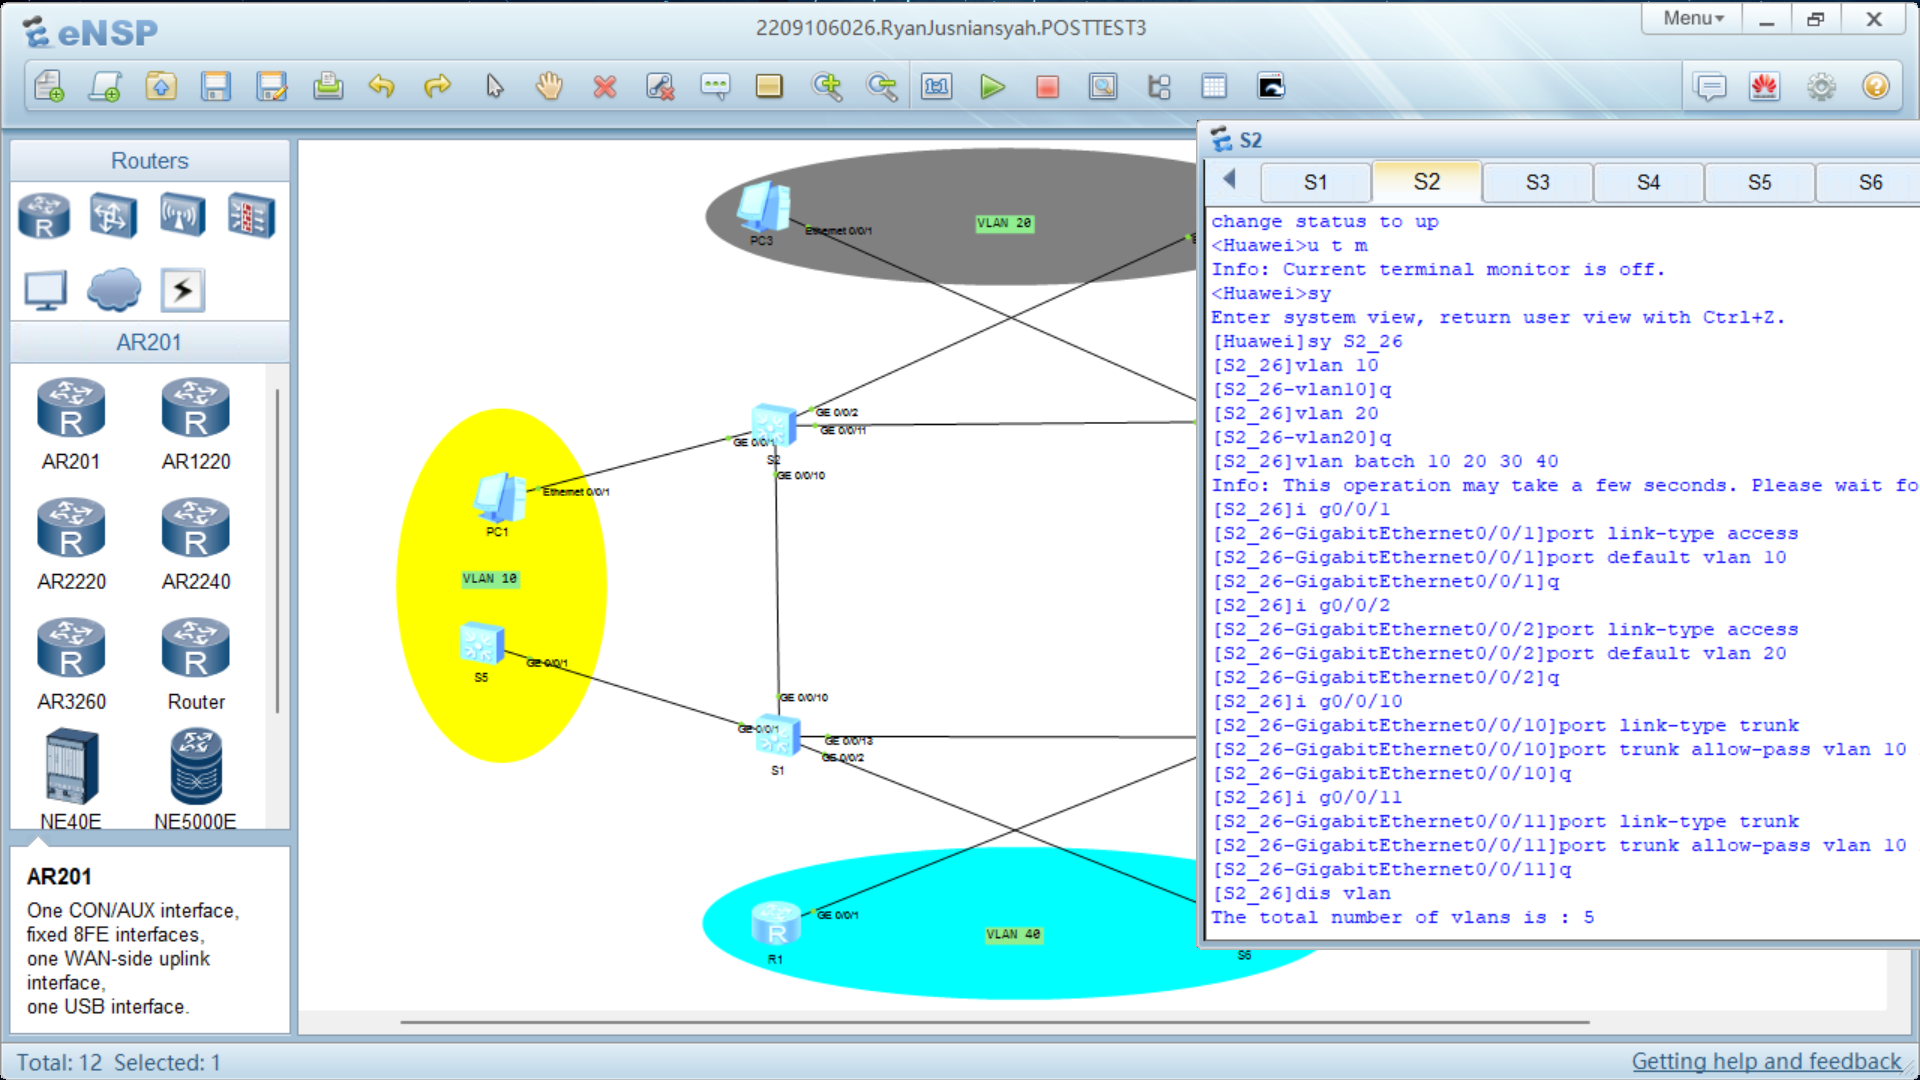 eNSP
2209106026.RyanJusniansyah.POSTTEST3
Menu
Routers
AR201
AR201
AR1220
AR2220
AR2240
AR3260
Router
NE40E
NE5000E
AR201
One CON/AUX interface,
fixed 8FE interfaces,
one WAN-side uplink
interface,
one USB interface.
PC3
Ethernet 0/0/1
VLAN 20
GE 0/0/2
GE 0/0/11
GE 0/0/1
S2
GE 0/0/10
Ethernet 0/0/1
PC1
VLAN 10
GE 0/0/1
S5
GE 0/0/10
GE 0/0/1
GE 0/0/13
GE 0/0/2
S1
GE 0/0/1
VLAN 40
R1
S6
S2
S1
S2
S3
S4
S5
S6
change status to up
<Huawei>u t m
Info: Current terminal monitor is off.
<Huawei>sy
Enter system view, return user view with Ctrl+Z.
[Huawei]sy S2_26
[S2_26]vlan 10
[S2_26-vlan10]q
[S2_26]vlan 20
[S2_26-vlan20]q
[S2_26]vlan batch 10 20 30 40
Info: This operation may take a few seconds. Please wait fo
[S2_26]i g0/0/1
[S2_26-GigabitEthernet0/0/1]port link-type access
[S2_26-GigabitEthernet0/0/1]port default vlan 10
[S2_26-GigabitEthernet0/0/1]q
[S2_26]i g0/0/2
[S2_26-GigabitEthernet0/0/2]port link-type access
[S2_26-GigabitEthernet0/0/2]port default vlan 20
[S2_26-GigabitEthernet0/0/2]q
[S2_26]i g0/0/10
[S2_26-GigabitEthernet0/0/10]port link-type trunk
[S2_26-GigabitEthernet0/0/10]port trunk allow-pass vlan 10
[S2_26-GigabitEthernet0/0/10]q
[S2_26]i g0/0/11
[S2_26-GigabitEthernet0/0/11]port link-type trunk
[S2_26-GigabitEthernet0/0/11]port trunk allow-pass vlan 10
[S2_26-GigabitEthernet0/0/11]q
[S2_26]dis vlan
The total number of vlans is : 5
Total: 12 Selected: 1
Getting help and feedback